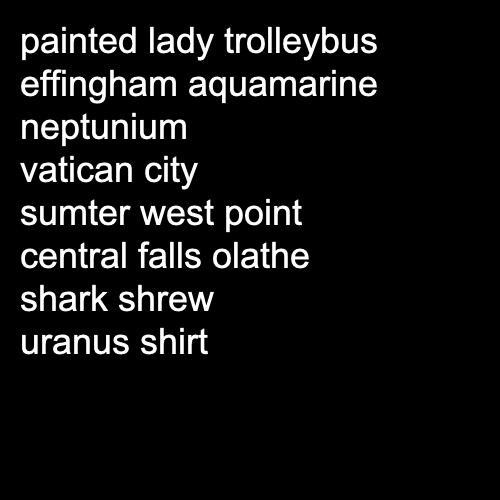 painted lady trolleybus
effingham aquamarine
neptunium
vatican city
sumter west point
central falls olathe
shark shrew
uranus shirt